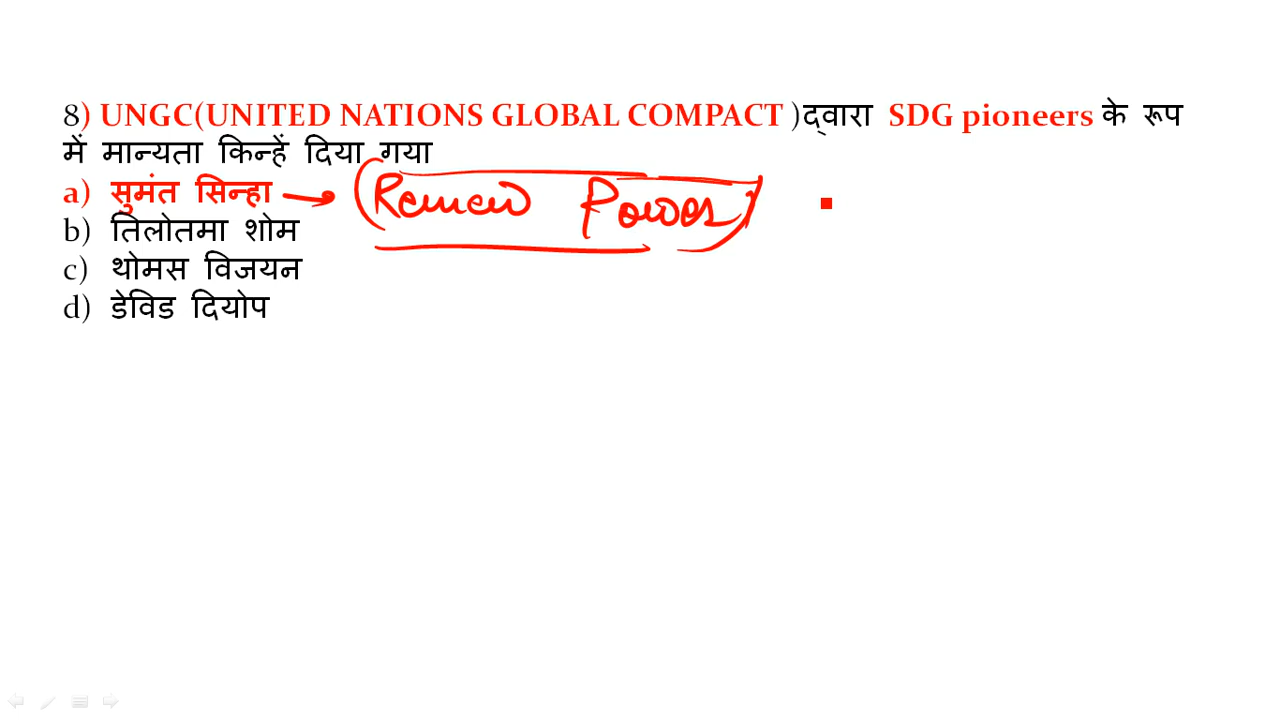 8) UNGC(UNITED NATIONS GLOBAL COMPACT )द्वारा SDG pioneers के रूप
में मान्यता किन्हें दिया गया
a) सुमंत सिन्हा → (Renew Power)
b) तिलोतमा शोम
c) थोमस विजयन
d) डेविड दियोप